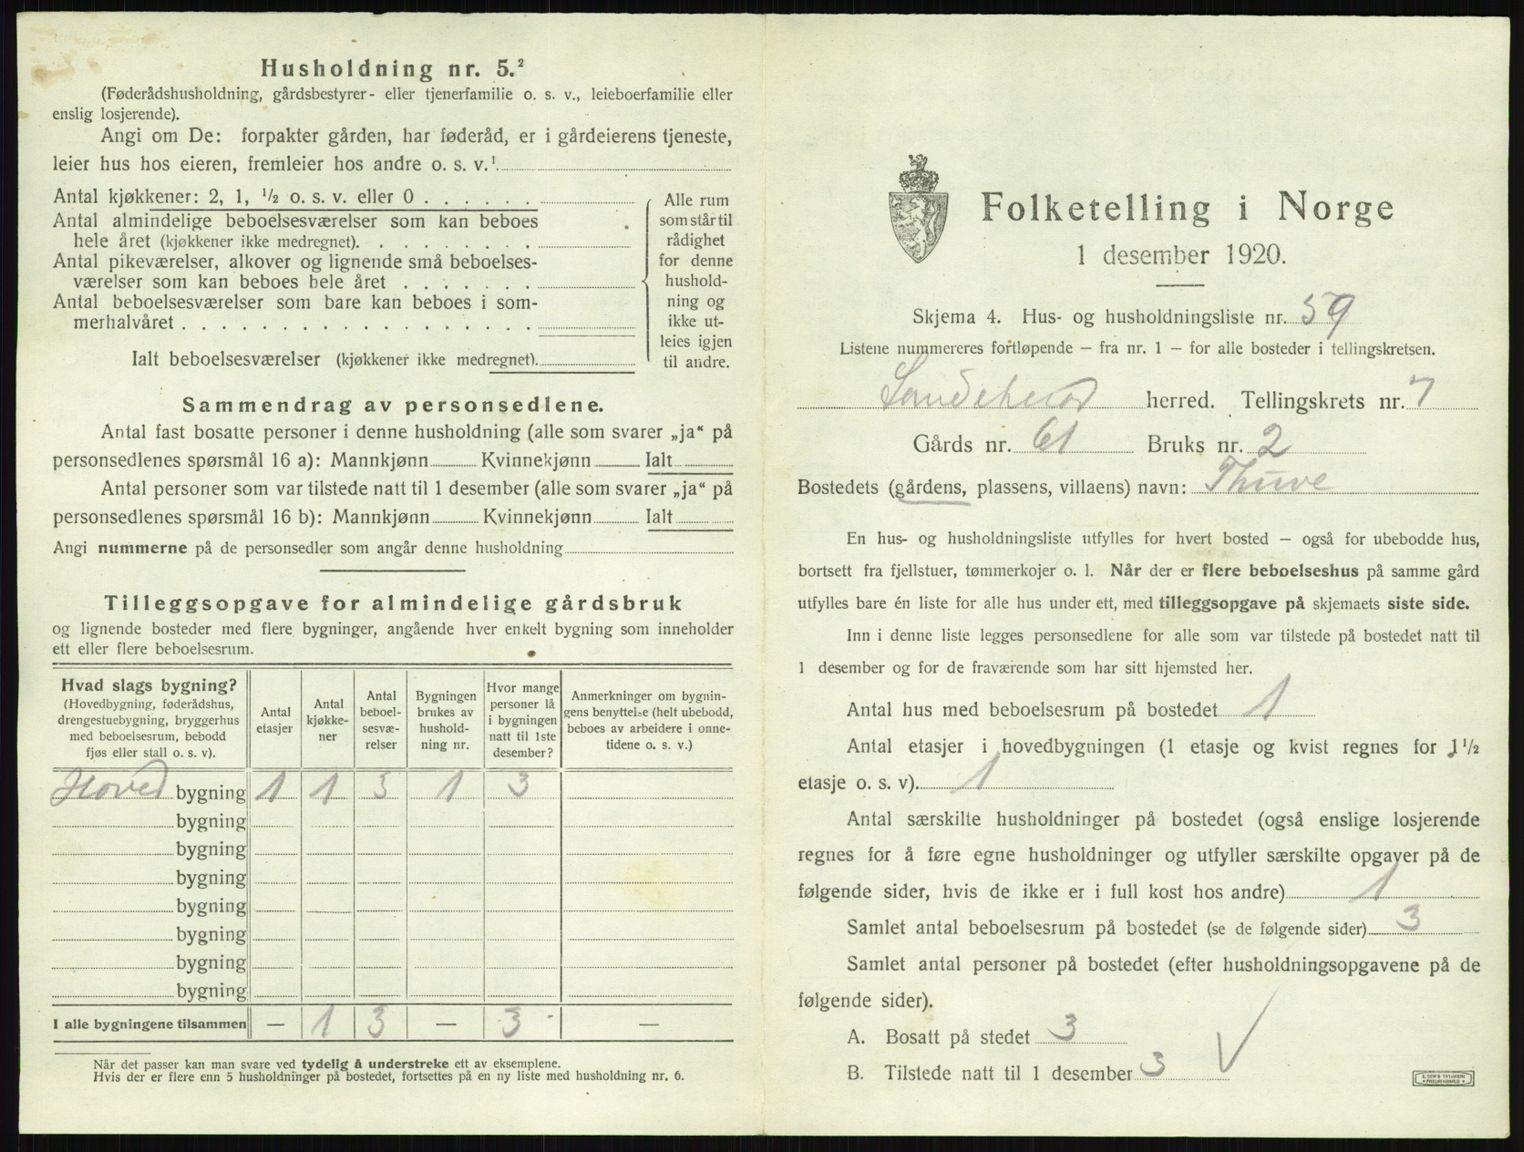 Husholdning nr. 5.²
(Føderådshusholdning, gårdsbestyrer- eller tjenerfamilie o. s. v., leieboerfamilie eller
enslig losjerende).
Angi om De: forpakter gården, har føderåd, er i gårdeierens tjeneste,
leier hus hos eieren, fremleier hos andre o. s. v.¹
Antal kjøkkener: 2, 1, ½ o. s. v. eller 0
Antal almindelige beboelsesværelser som kan beboes
hele året (kjøkkener ikke medregnet).
Antal pikeværelser, alkover og lignende små beboelses-
værelser som kan beboes hele året
Antal beboelsesværelser som bare kan beboes i som-
merhalvåret
Ialt beboelsesværelser (kjøkkener ikke medregnet).
Alle rum
som står til
rådighet
for denne
hushold-
ning og
ikke ut-
leies igjen
til andre.
Sammendrag av personsedlene.
Antal fast bosatte personer i denne husholdning (alle som svarer „ja“ på
personsedlenes spørsmål 16 a): Mannkjønn Kvinnekjønn Ialt
Antal personer som var tilstede natt til 1 desember (alle som svarer „ja“ på
personsedlenes spørsmål 16 b): Mannkjønn Kvinnekjønn Ialt
Angi nummerne på de personsedler som angår denne husholdning
Tilleggsopgave for almindelige gårdsbruk
og lignende bosteder med flere bygninger, angående hver enkelt bygning som inneholder
ett eller flere beboelsesrum.
Hvad slags bygning?
(Hovedbygning, føderådshus,
drengestuebygning, bryggerhus
med beboelsesrum, bebodd
fjøs eller stall o. s. v).
Antal
etasjer
Antal
kjøkke-
ner
Antal
beboel-
sesvæ-
relser
Bygningen
brukes av
hushold-
ning nr.
Hvor mange
personer lå
i bygningen
natt til 1ste
desember?
Anmerkninger om bygnin-
gens benyttelse (helt ubebodd,
beboes av arbeidere i onne-
tidene o. s. v.)
Hoved bygning 1 1 3 1 3
bygning
bygning
bygning
bygning
bygning
bygning
bygning
I alle bygningene tilsammen — 1 3 — 3 —
Når det passer kan man svare ved tydelig å understreke ett av eksemplene.
Hvis der er flere enn 5 husholdninger på bostedet, fortsettes på en ny liste med husholdning nr. 6.
Folketelling i Norge
1 desember 1920.
Skjema 4. Hus- og husholdningsliste nr. 59
Listene nummereres fortløpende — fra nr. 1 — for alle bosteder i tellingskretsen.
Sandeherod herred. Tellingskrets nr. 7
Gårds nr. 61 Bruks nr. 2
Bostedets (gårdens, plassens, villaens) navn: Thuve
En hus- og husholdningsliste utfylles for hvert bosted — også for ubebodde hus,
bortsett fra fjellstuer, tømmerkojer o. l. Når der er flere beboelseshus på samme gård
utfylles bare én liste for alle hus under ett, med tilleggsopgave på skjemaets siste side.
Inn i denne liste legges personsedlene for alle som var tilstede på bostedet natt til
1 desember og for de fraværende som har sitt hjemsted her.
Antal hus med beboelsesrum på bostedet 1
Antal etasjer i hovedbygningen (1 etasje og kvist regnes for 1½
etasje o. s. v). 1
Antal særskilte husholdninger på bostedet (også enslige losjerende
regnes for å føre egne husholdninger og utfyller særskilte opgaver på de
følgende sider, hvis de ikke er i full kost hos andre) 1
Samlet antal beboelsesrum på bostedet (se de følgende sider) 3
Samlet antal personer på bostedet (efter husholdningsopgavene på de
følgende sider).
A. Bosatt på stedet 3
B. Tilstede natt til 1 desember 3